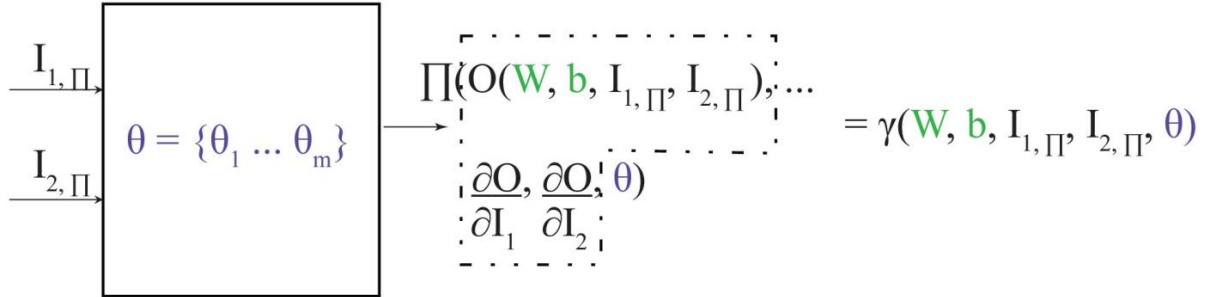 I₁,∏
I₂,∏
θ = {θ₁ ... θₘ}
∏(O(W, b, I₁,∏, I₂,∏), ...
∂O/∂I₁, ∂O/∂I₂, θ)
= γ(W, b, I₁,∏, I₂,∏, θ)